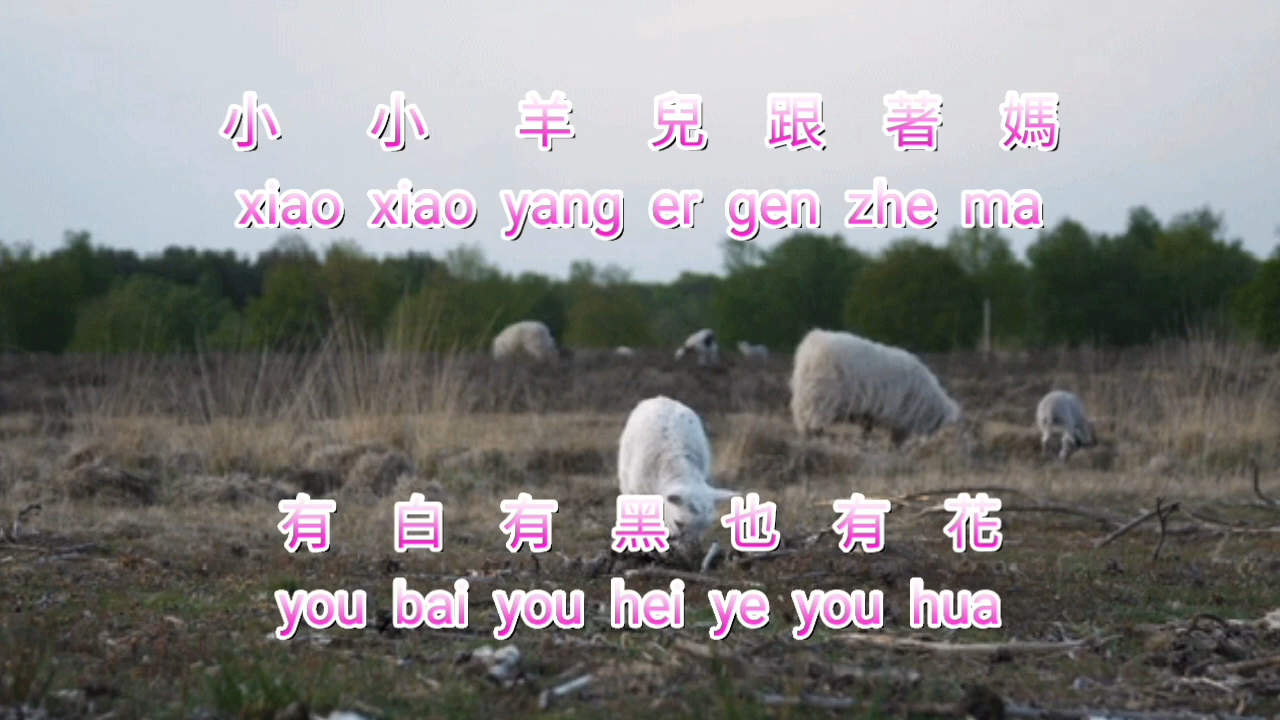 小 小 羊 兒 跟 著 媽
xiao xiao yang er gen zhe ma
有 白 有 黑 也 有 花
you bai you hei ye you hua